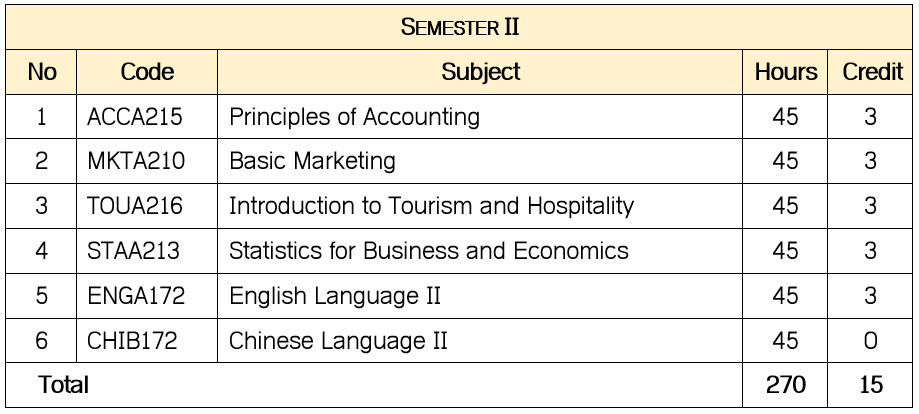 SEMESTER II
No Code Subject Hours Credit
1 ACCA215 Principles of Accounting 45 3
2 MKTA210 Basic Marketing 45 3
3 TOUA216 Introduction to Tourism and Hospitality 45 3
4 STAA213 Statistics for Business and Economics 45 3
5 ENGA172 English Language II 45 3
6 CHIB172 Chinese Language II 45 0
Total 270 15